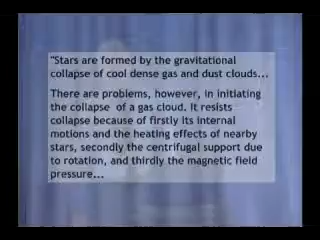 "Stars are formed by the gravitational
collapse of cool dense gas and dust clouds...
There are problems, however, in initiating
the collapse of a gas cloud. It resists
collapse because of firstly its internal
motions and the heating effects of nearby
stars, secondly the centrifugal support due
to rotation, and thirdly the magnetic field
pressure...